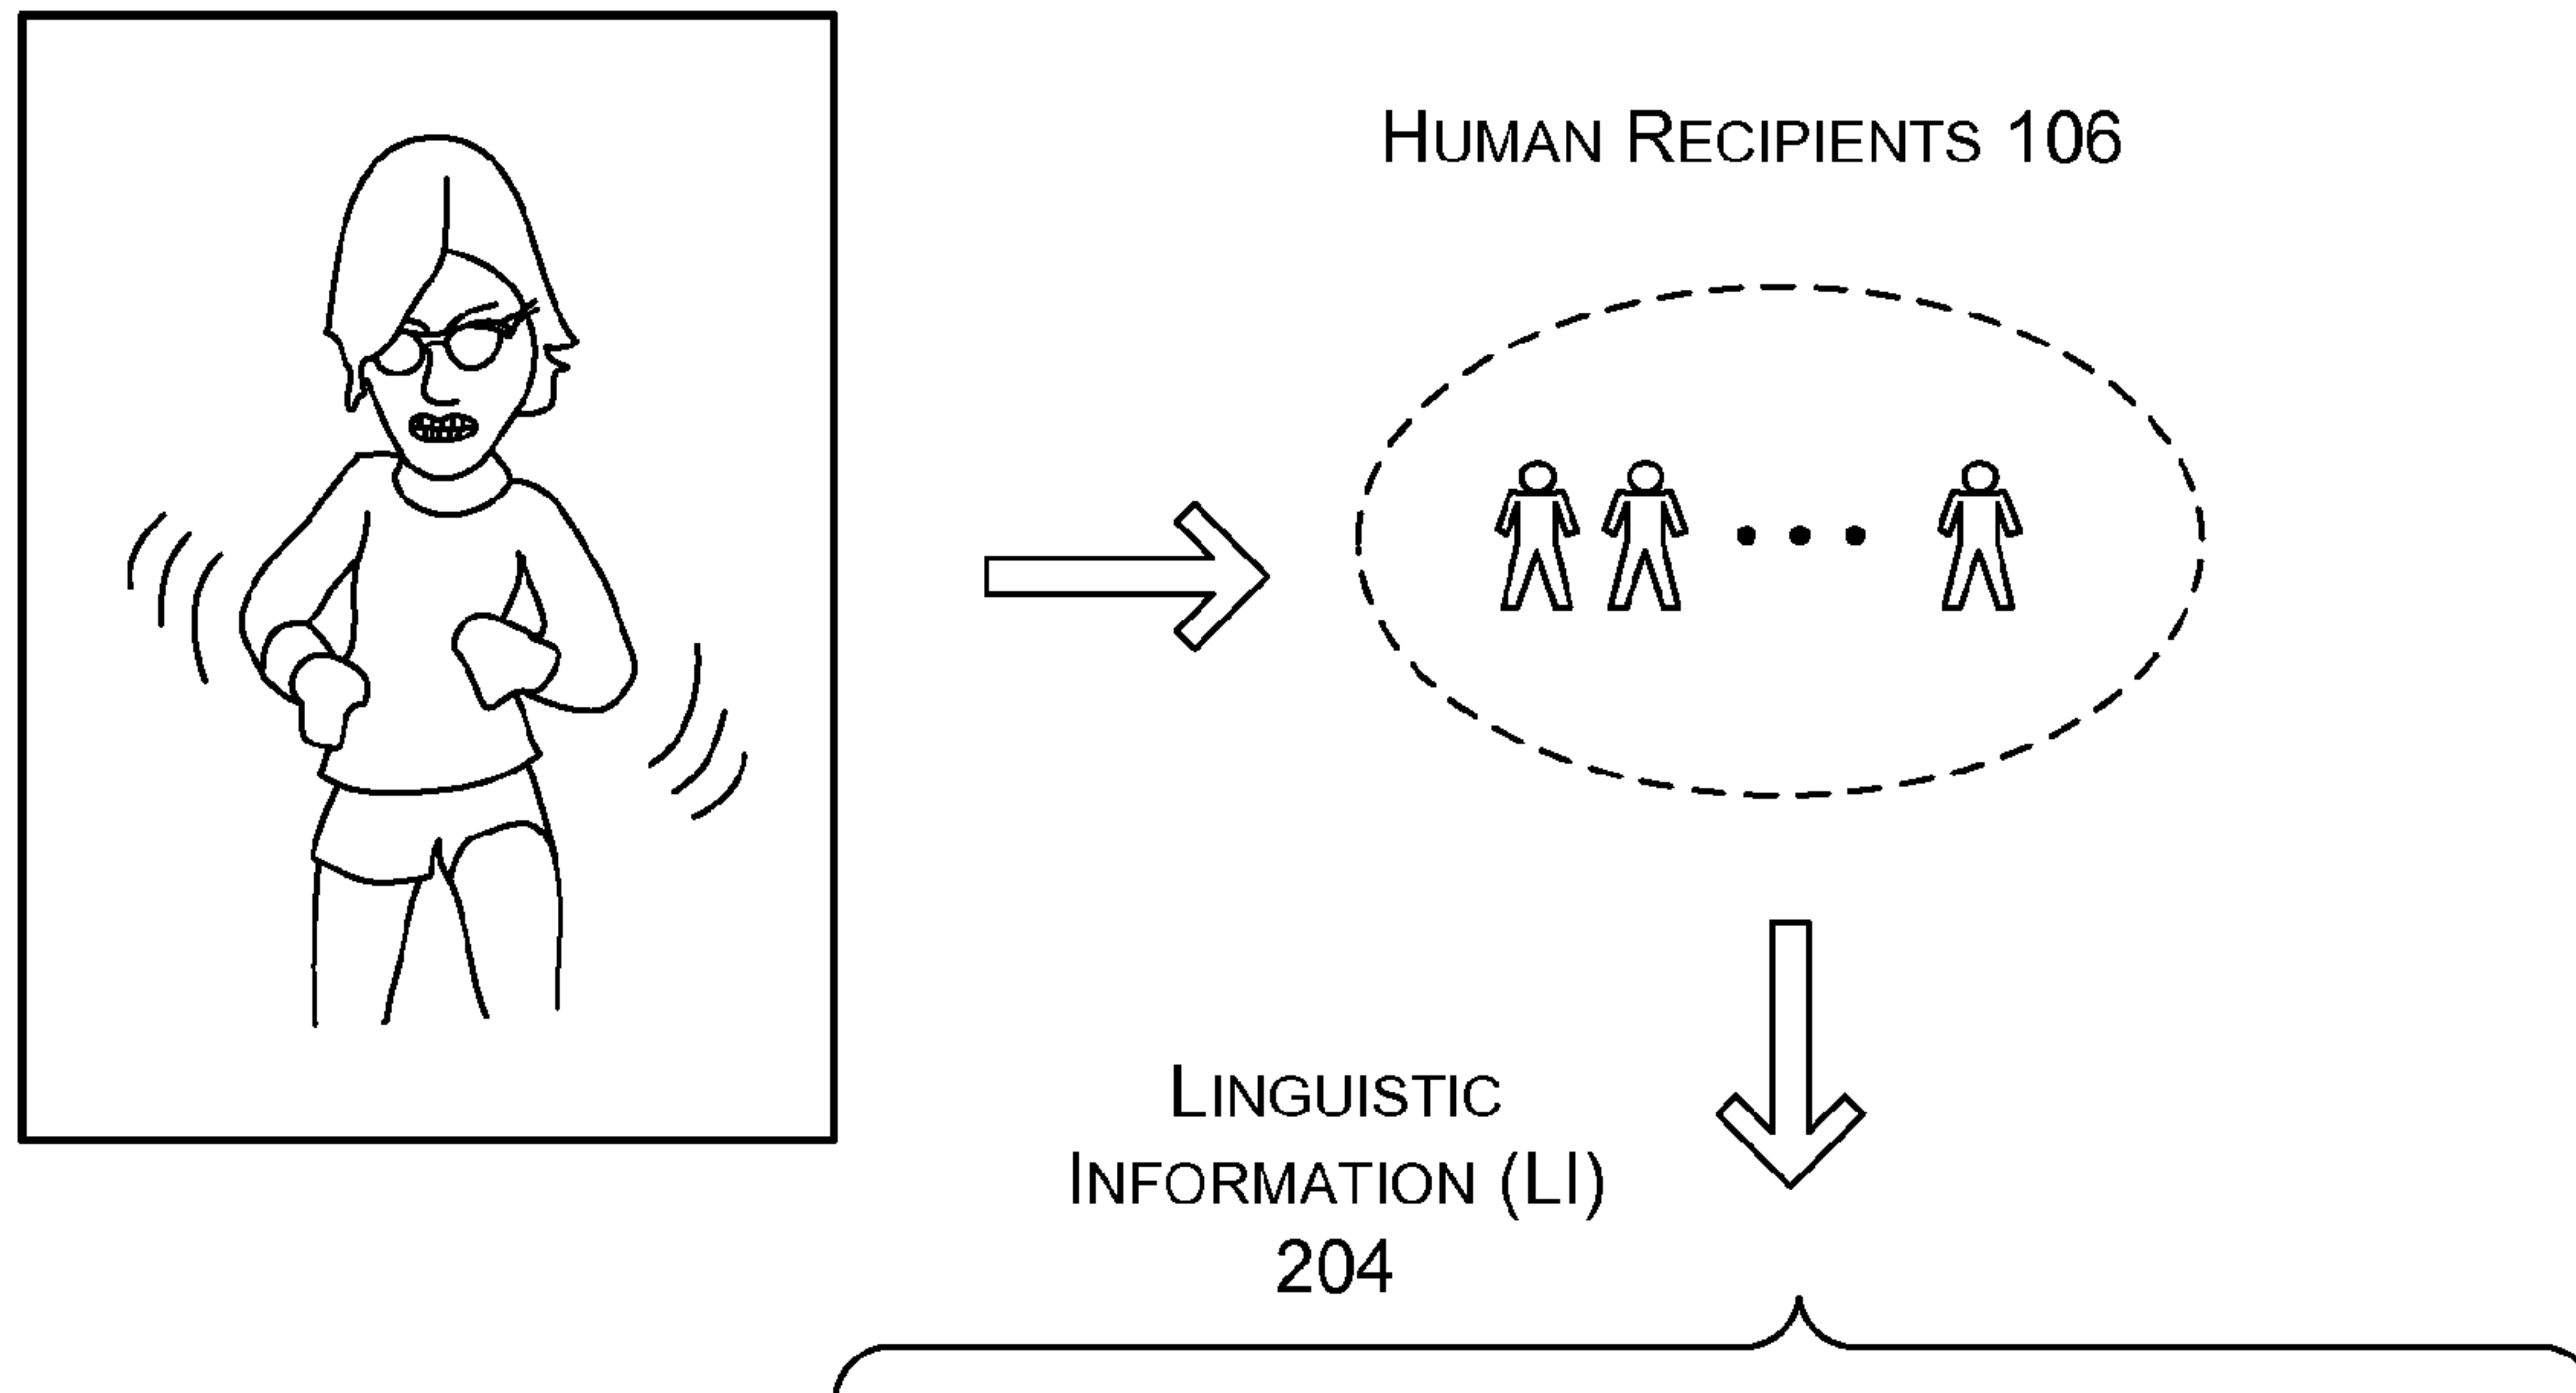 HUMAN RECIPIENTS 106
LINGUISTIC
INFORMATION (LI)
204